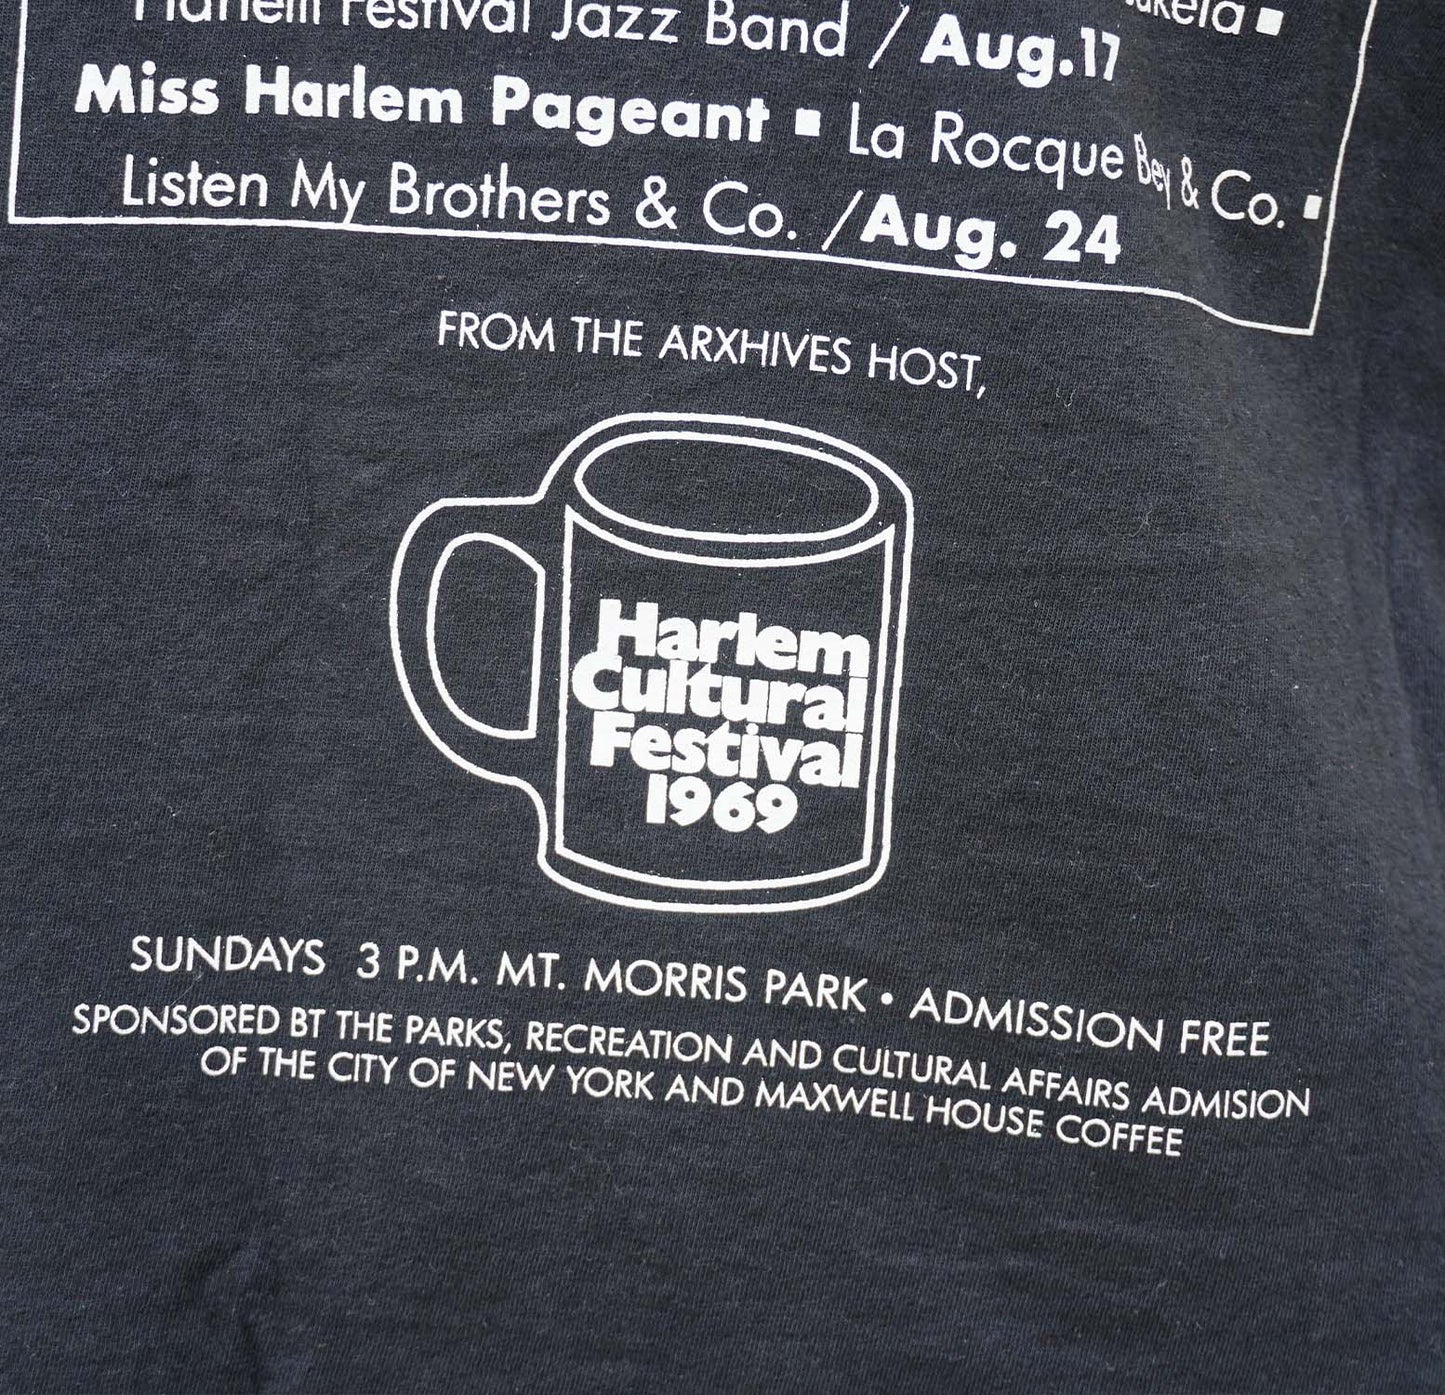 Harlem Festival Jazz Band / Aug.17
Miss Harlem Pageant ▪ La Rocque Bey & Co. ▪
Listen My Brothers & Co. /Aug. 24
FROM THE ARXHIVES HOST,
Harlem
Cultural
Festival
1969
SUNDAYS 3 P.M. MT. MORRIS PARK • ADMISSION FREE
SPONSORED BT THE PARKS, RECREATION AND CULTURAL AFFAIRS ADMISION
OF THE CITY OF NEW YORK AND MAXWELL HOUSE COFFEE